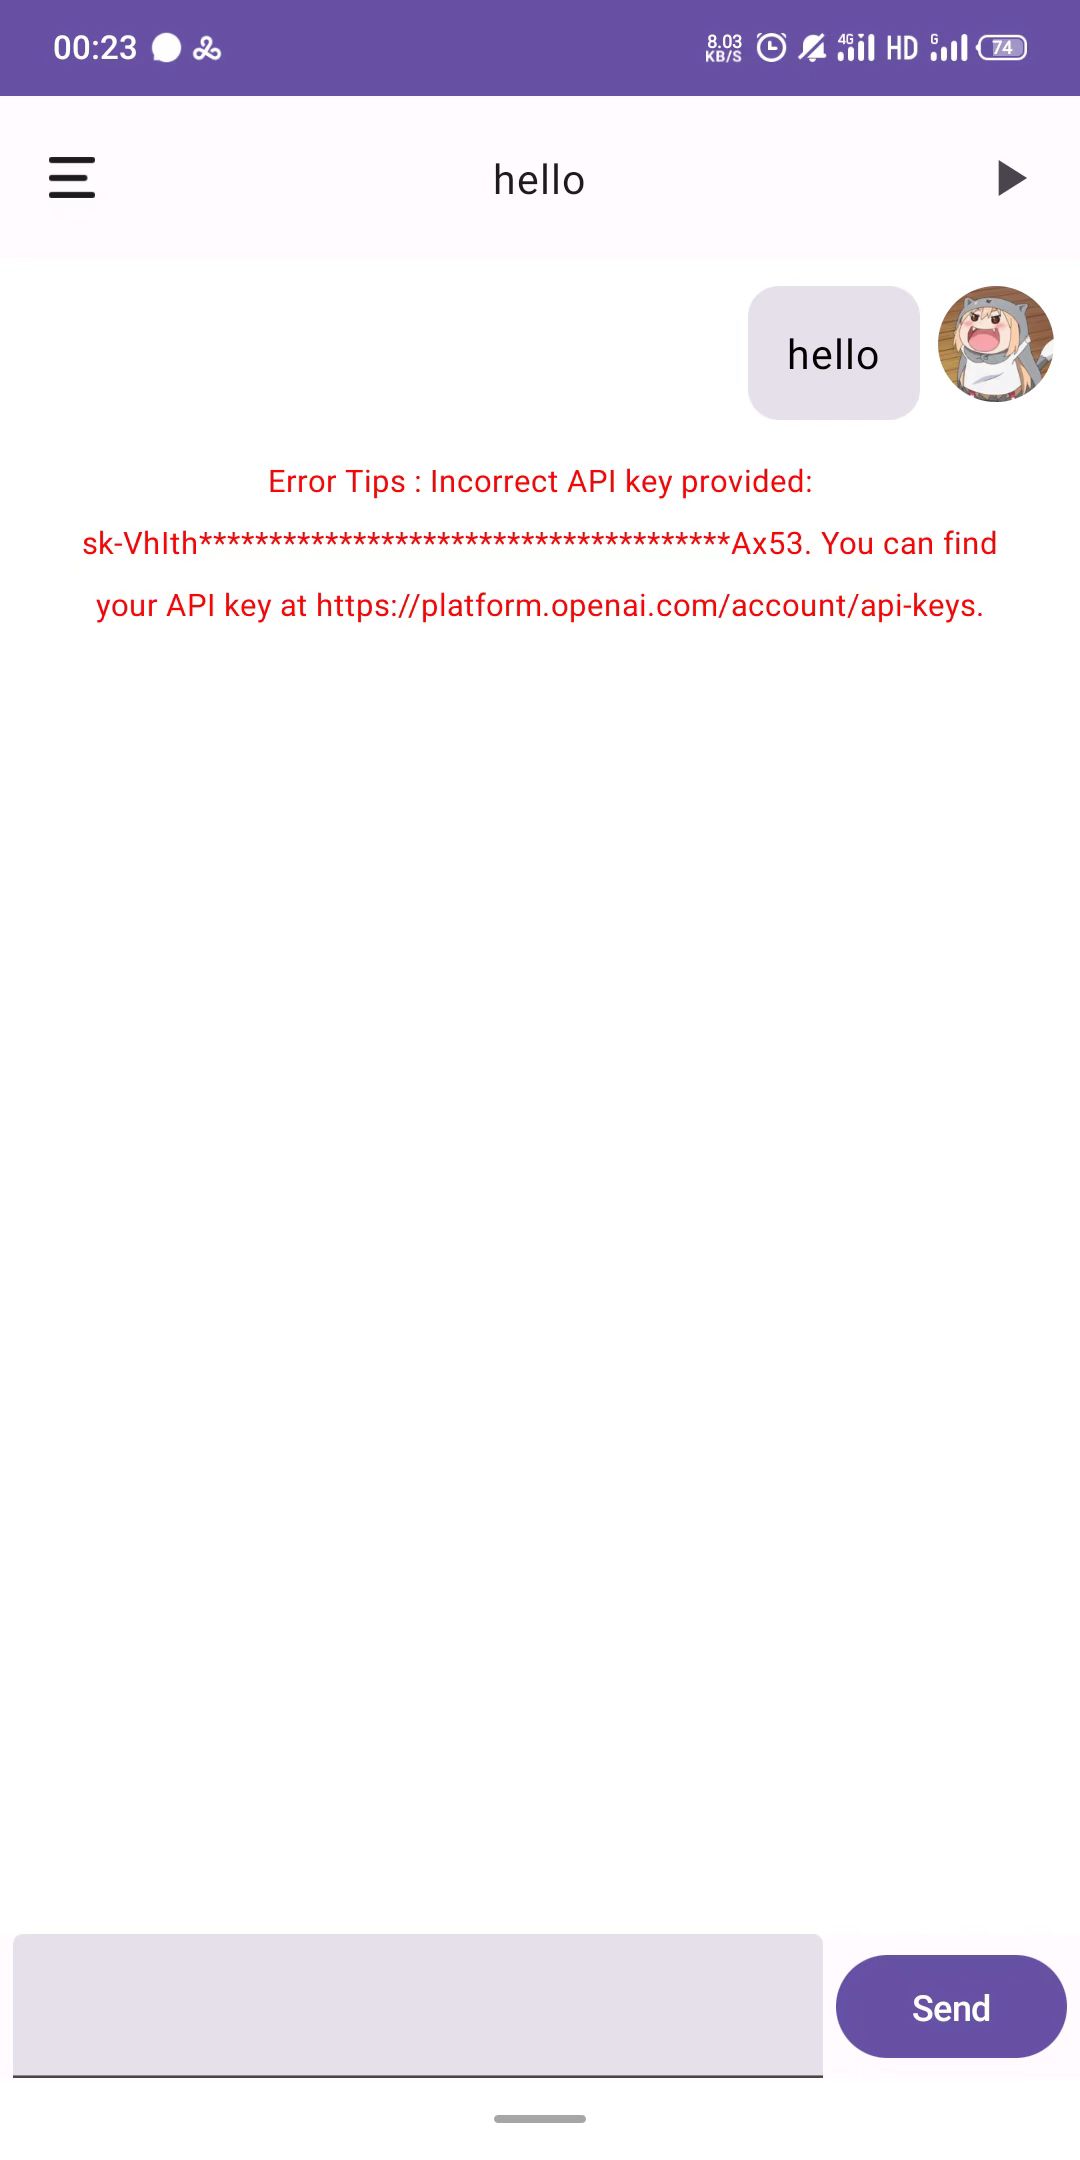 00:23
8.03
KB/S
4G
HD
G
74
hello
hello
Error Tips : Incorrect API key provided:
sk-VhIth**************************************Ax53. You can find
your API key at https://platform.openai.com/account/api-keys.
Send